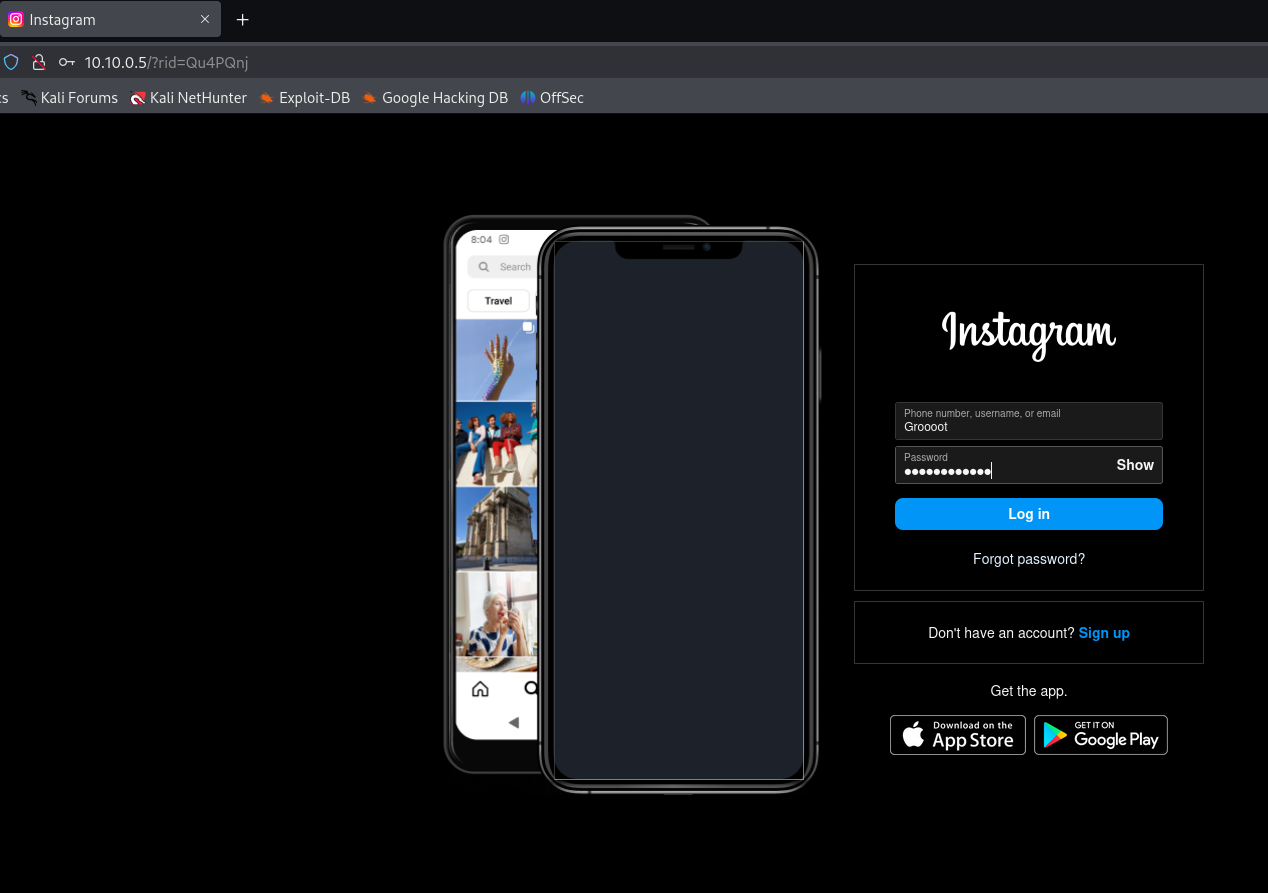 Instagram
10.10.0.5/?rid=Qu4PQnj
Kali Forums Kali NetHunter Exploit-DB Google Hacking DB OffSec
8:04
Search
Travel
Instagram
Phone number, username, or email
Groooot
Password
●●●●●●●●●●●●
Show
Log in
Forgot password?
Don't have an account? Sign up
Get the app.
Download on the
App Store
GET IT ON
Google Play